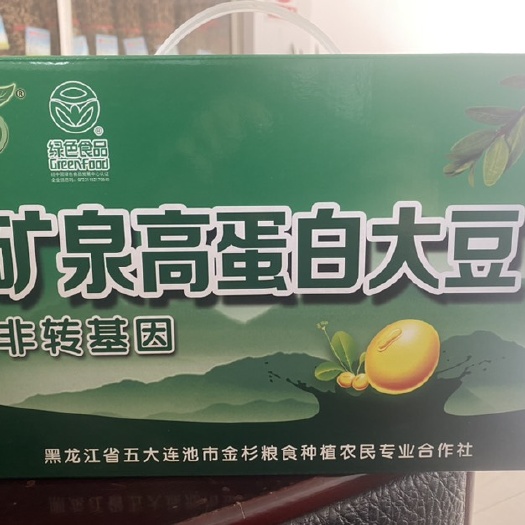 ®
绿色食品
GreenFood
®
矿泉高蛋白大豆
非转基因
黑龙江省五大连池市金杉粮食种植农民专业合作社